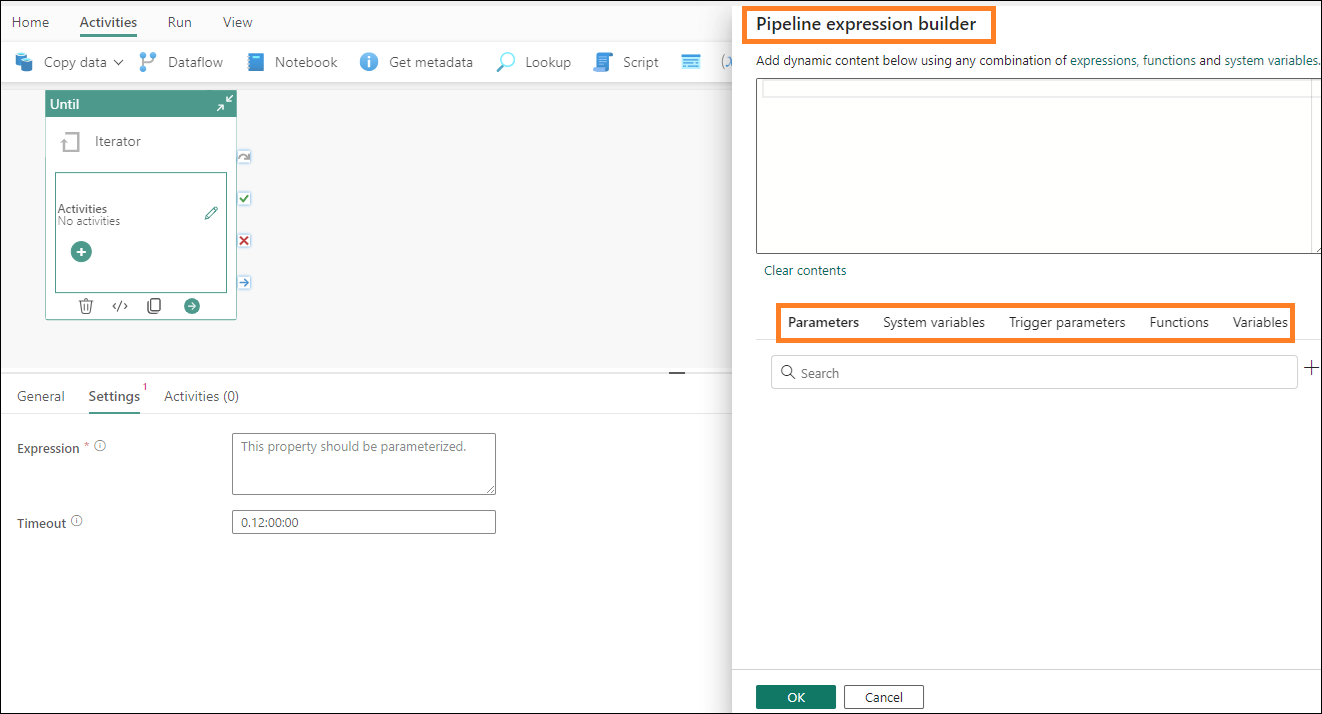 Home Activities Run View
Copy data Dataflow Notebook Get metadata Lookup Script
Until
Iterator
Activities
No activities
General Settings 1 Activities (0)
Expression *
This property should be parameterized.
Timeout
0.12:00:00
Pipeline expression builder
Add dynamic content below using any combination of expressions, functions and system variables.
Clear contents
Parameters System variables Trigger parameters Functions Variables
Search
OK Cancel